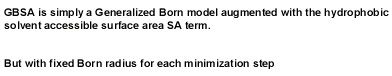 GBSA is simply a Generalized Born model augmented with the hydrophobic
solvent accessible surface area SA term.
But with fixed Born radius for each minimization step